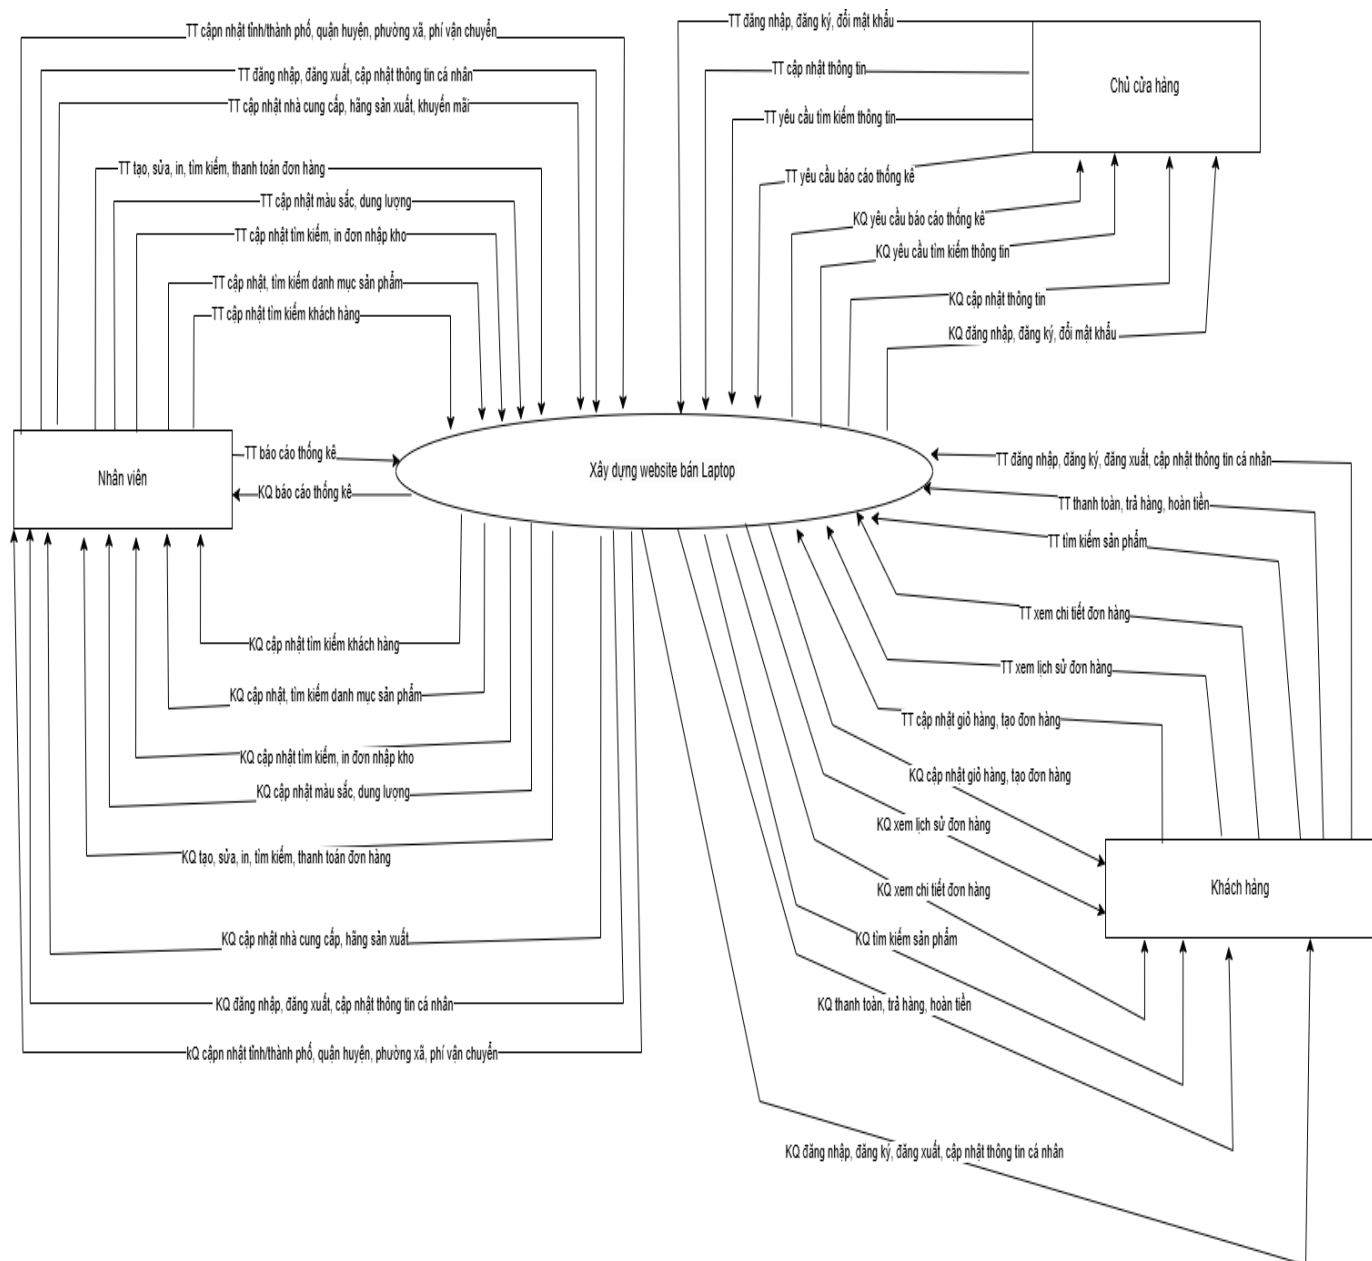 TT cậpn nhật tỉnh/thành phố, quận huyện, phường xã, phí vận chuyển
TT đăng nhập, đăng xuất, cập nhật thông tin cá nhân
TT cập nhật nhà cung cấp, hãng sản xuất, khuyến mãi
TT tạo, sửa, in, tìm kiếm, thanh toán đơn hàng
TT cập nhật màu sắc, dung lượng
TT cập nhật tìm kiếm, in đơn nhập kho
TT cập nhật, tìm kiếm danh mục sản phẩm
TT cập nhật tìm kiếm khách hàng
TT đăng nhập, đăng ký, đổi mật khẩu
TT cập nhật thông tin
TT yêu cầu tìm kiếm thông tin
TT yêu cầu báo cáo thống kê
Chủ cửa hàng
KQ yêu cầu báo cáo thống kê
KQ yêu cầu tìm kiếm thông tin
KQ cập nhật thông tin
KQ đăng nhập, đăng ký, đổi mật khẩu
Nhân viên
TT báo cáo thống kê
KQ báo cáo thống kê
Xây dựng website bán Laptop
TT đăng nhập, đăng ký, đăng xuất, cập nhật thông tin cá nhân
TT thanh toàn, trả hàng, hoàn tiền
TT tìm kiếm sản phẩm
TT xem chi tiết đơn hàng
TT xem lịch sử đơn hàng
TT cập nhật giỏ hàng, tạo đơn hàng
KQ cập nhật tìm kiếm khách hàng
KQ cập nhật, tìm kiếm danh mục sản phẩm
KQ cập nhật tìm kiếm, in đơn nhập kho
KQ cập nhật màu sắc, dung lượng
KQ tạo, sửa, in, tìm kiếm, thanh toán đơn hàng
KQ cập nhật nhà cung cấp, hãng sản xuất
KQ đăng nhập, đăng xuất, cập nhật thông tin cá nhân
kQ cậpn nhật tỉnh/thành phố, quận huyện, phường xã, phí vận chuyển
KQ cập nhật giỏ hàng, tạo đơn hàng
KQ xem lịch sử đơn hàng
KQ xem chi tiết đơn hàng
Khách hàng
KQ tìm kiếm sản phẩm
KQ thanh toàn, trả hàng, hoàn tiền
KQ đăng nhập, đăng ký, đăng xuất, cập nhật thông tin cá nhân